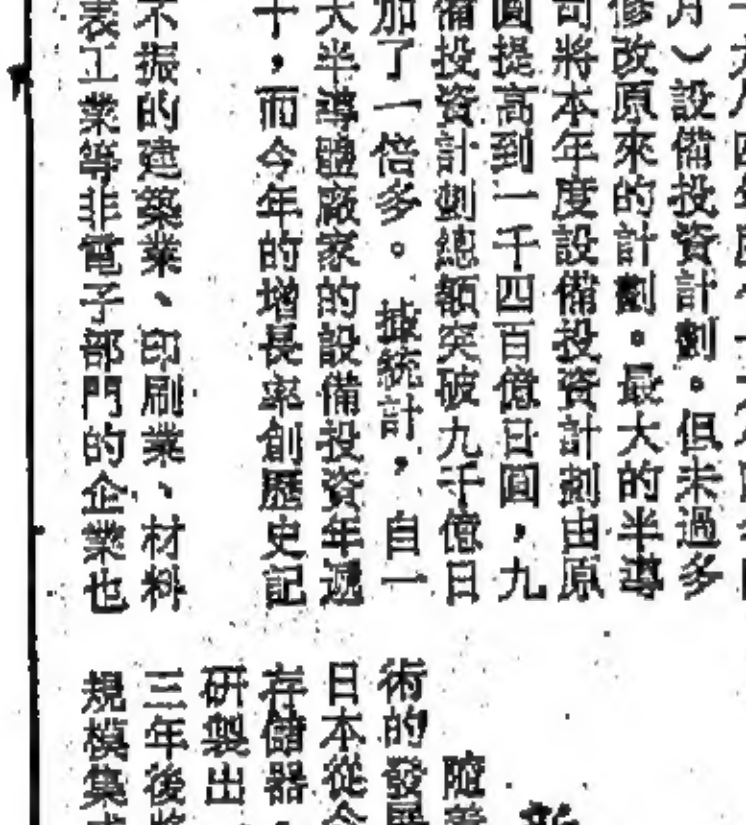 月）設備投資計劃。但未過多
修改原來的計劃。最大的半導
司將本年度設備投資計劃由原
圓提高到一千四百億日圓，九
備投資計劃總額突破九千億日
加了一倍多。據統計，自一
大半導體廠家的設備投資年遞
十，而今年的增長率創歷史記
不振的建築業、印刷業、材料
表工業等非電子部門的企業也
隨着
術的發展
日本從今
存儲器，
研製出
三年後將
規模集成